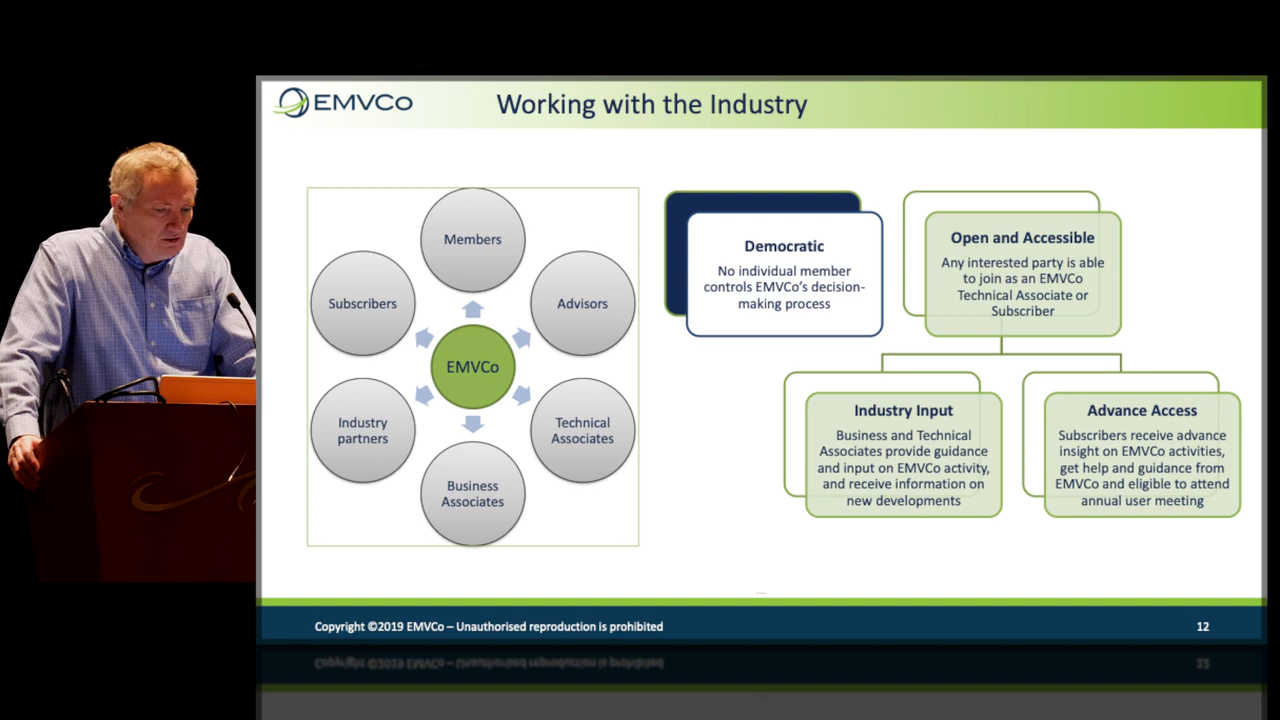 EMVCo
Working with the Industry
Members
Subscribers
Advisors
EMVCo
Industry
partners
Technical
Associates
Business
Associates
Democratic
No individual member
controls EMVCo's decision-
making process
Open and Accessible
Any interested party is able
to join as an EMVCo
Technical Associate or
Subscriber
Industry Input
Business and Technical
Associates provide guidance
and input on EMVCo activity,
and receive information on
new developments
Advance Access
Subscribers receive advance
insight on EMVCo activities,
get help and guidance from
EMVCo and eligible to attend
annual user meeting
Copyright ©2019 EMVCo – Unauthorised reproduction is prohibited
12